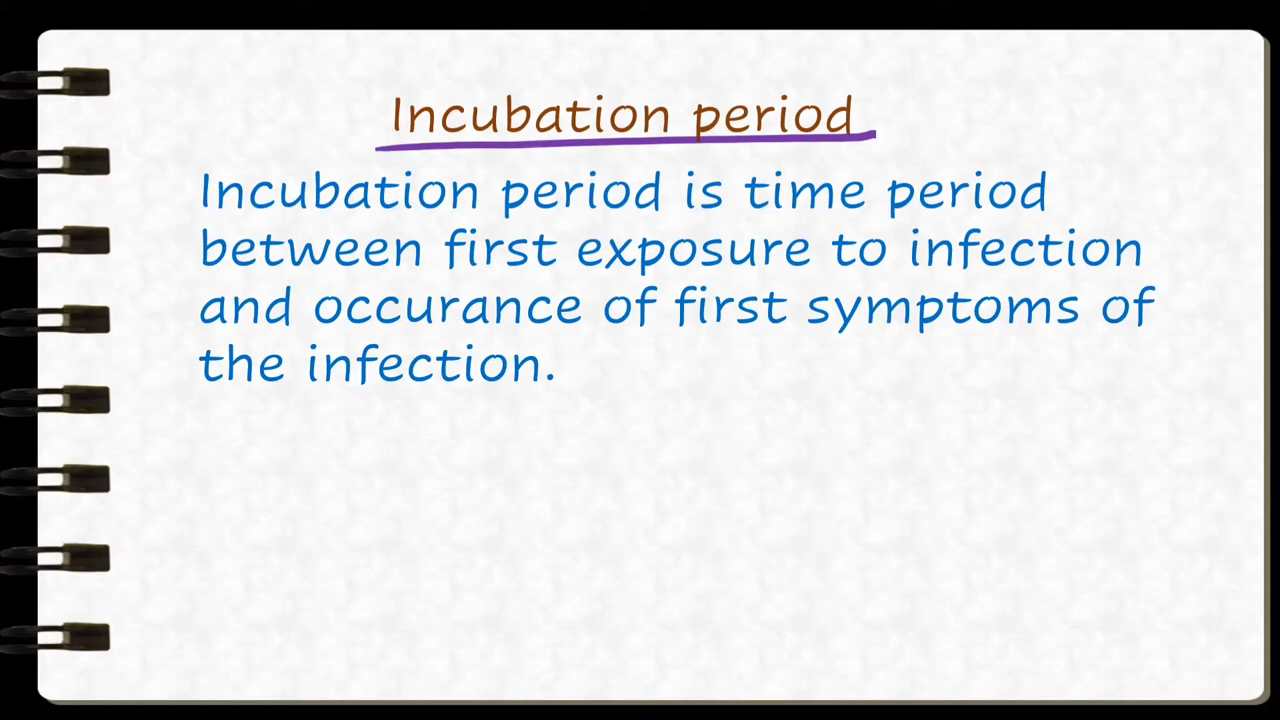 Incubation period
Incubation period is time period
between first exposure to infection
and occurance of first symptoms of
the infection.